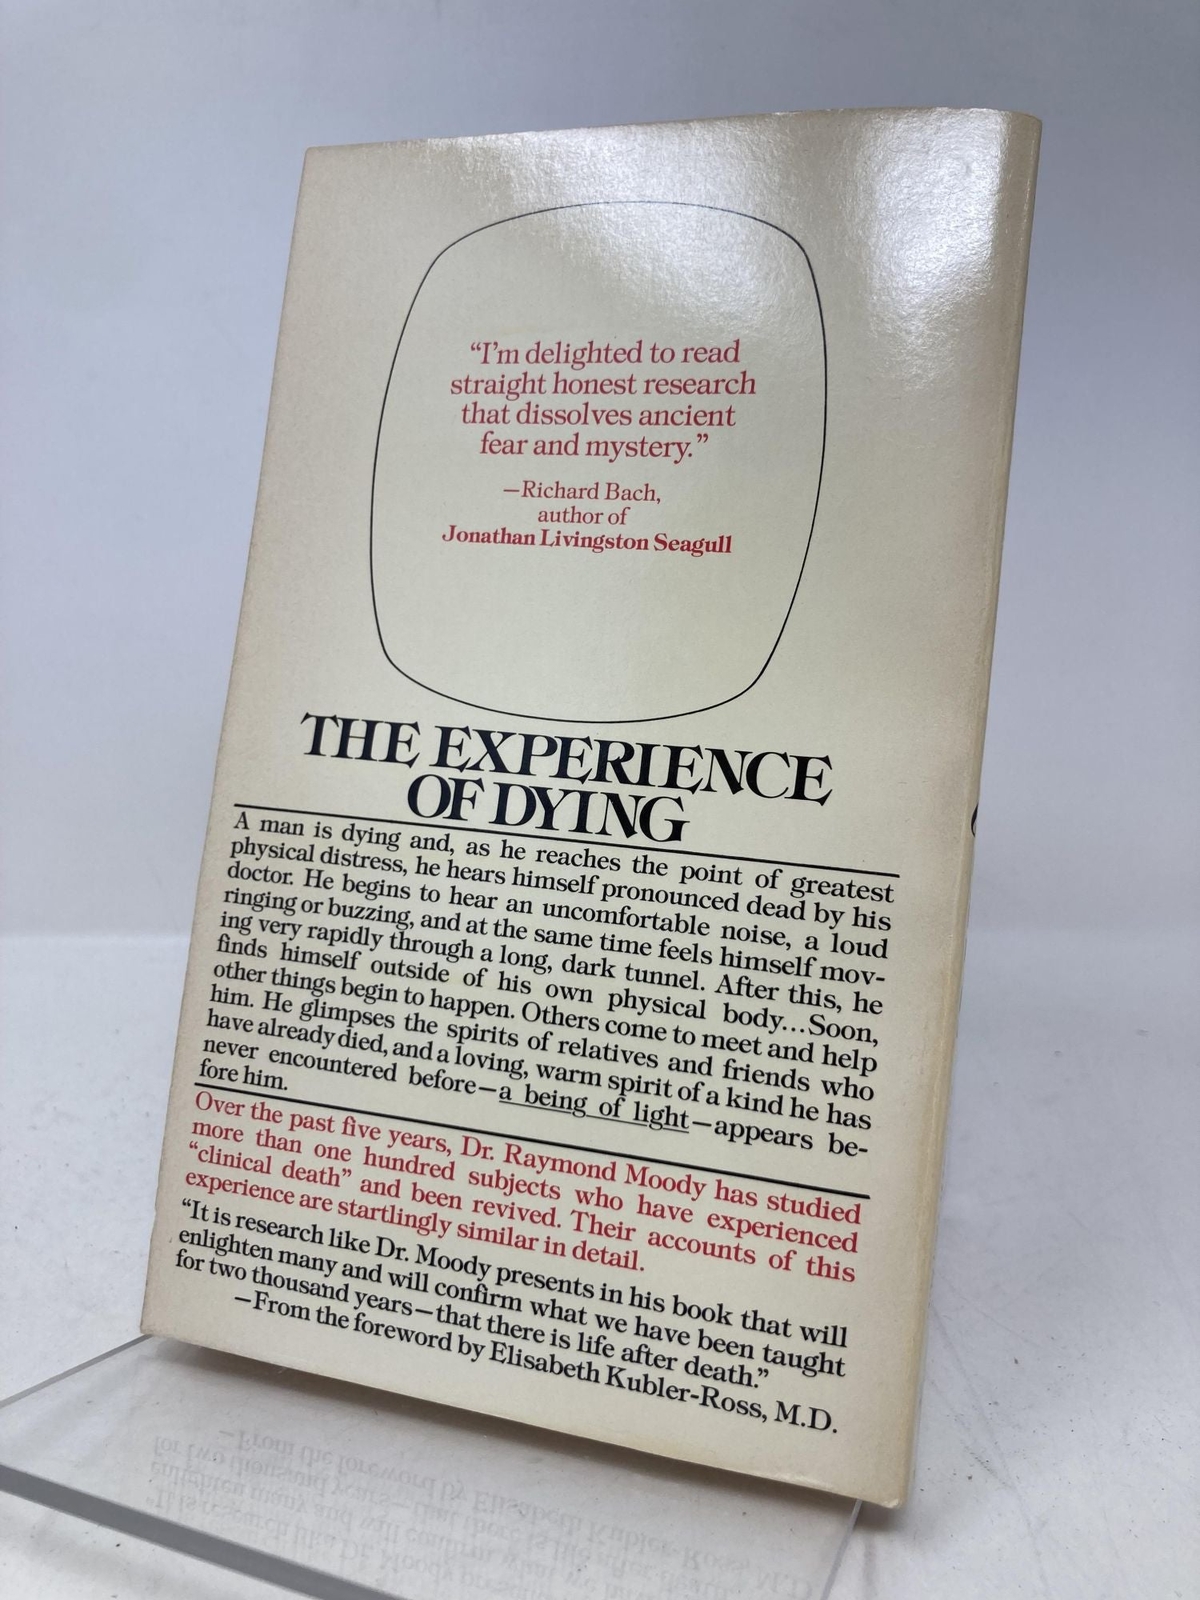 “I’m delighted to read
straight honest research
that dissolves ancient
fear and mystery.”
—Richard Bach,
author of
Jonathan Livingston Seagull
THE EXPERIENCE
OF DYING
A man is dying and, as he reaches the point of greatest
physical distress, he hears himself pronounced dead by his
doctor. He begins to hear an uncomfortable noise, a loud
ringing or buzzing, and at the same time feels himself mov-
ing very rapidly through a long, dark tunnel. After this, he
finds himself outside of his own physical body...Soon,
other things begin to happen. Others come to meet and help
him. He glimpses the spirits of relatives and friends who
have already died, and a loving, warm spirit of a kind he has
never encountered before—a being of light—appears be-
fore him.
Over the past five years, Dr. Raymond Moody has studied
more than one hundred subjects who have experienced
“clinical death” and been revived. Their accounts of this
experience are startlingly similar in detail.
“It is research like Dr. Moody presents in his book that will
enlighten many and will confirm what we have been taught
for two thousand years—that there is life after death.”
—From the foreword by Elisabeth Kubler-Ross, M.D.